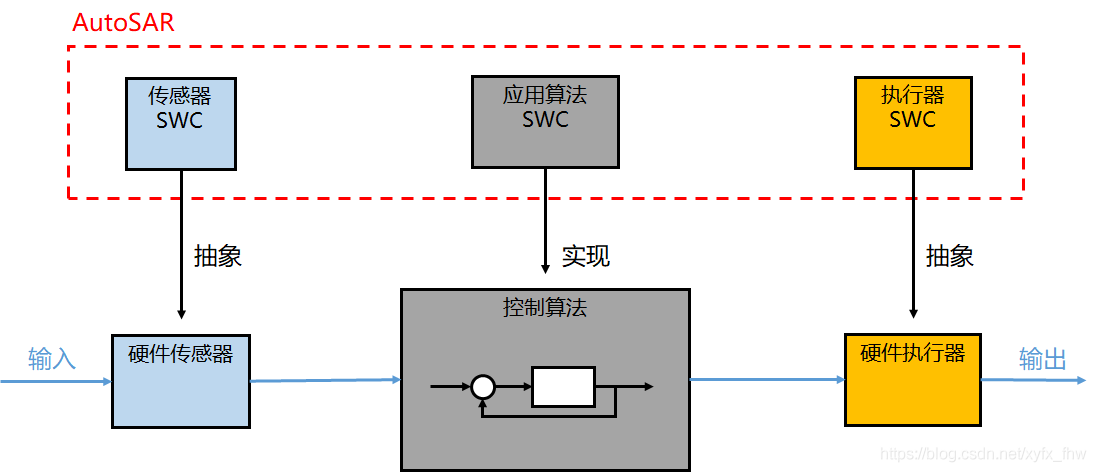 AutoSAR
传感器
SWC
应用算法
SWC
执行器
SWC
抽象
实现
抽象
控制算法
输入
硬件传感器
硬件执行器
输出
https://blog.csdn.net/xyfx_fhw